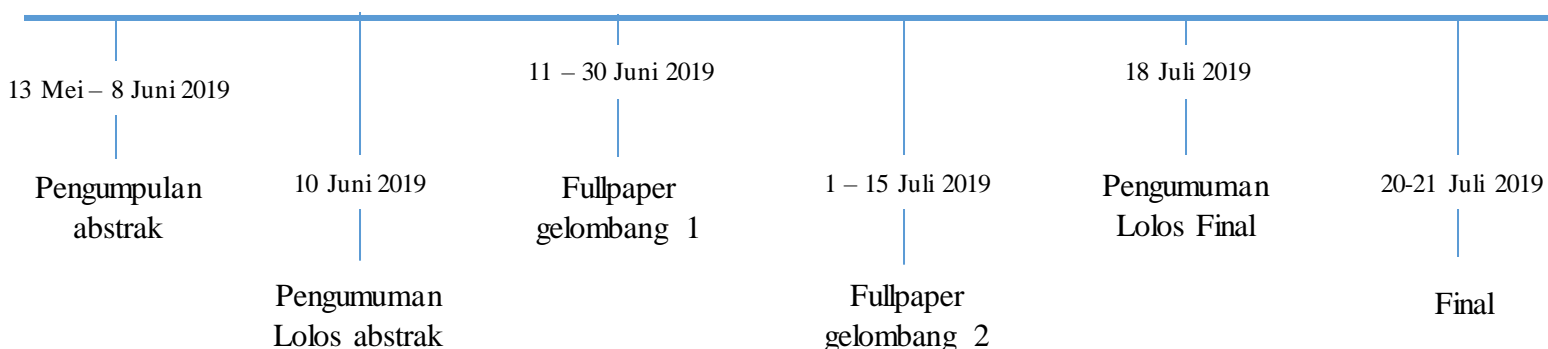 13 Mei – 8 Juni 2019
Pengumpulan
abstrak
10 Juni 2019
Pengumuman
Lolos abstrak
11 – 30 Juni 2019
Fullpaper
gelombang 1
1 – 15 Juli 2019
Fullpaper
gelombang 2
18 Juli 2019
Pengumuman
Lolos Final
20-21 Juli 2019
Final